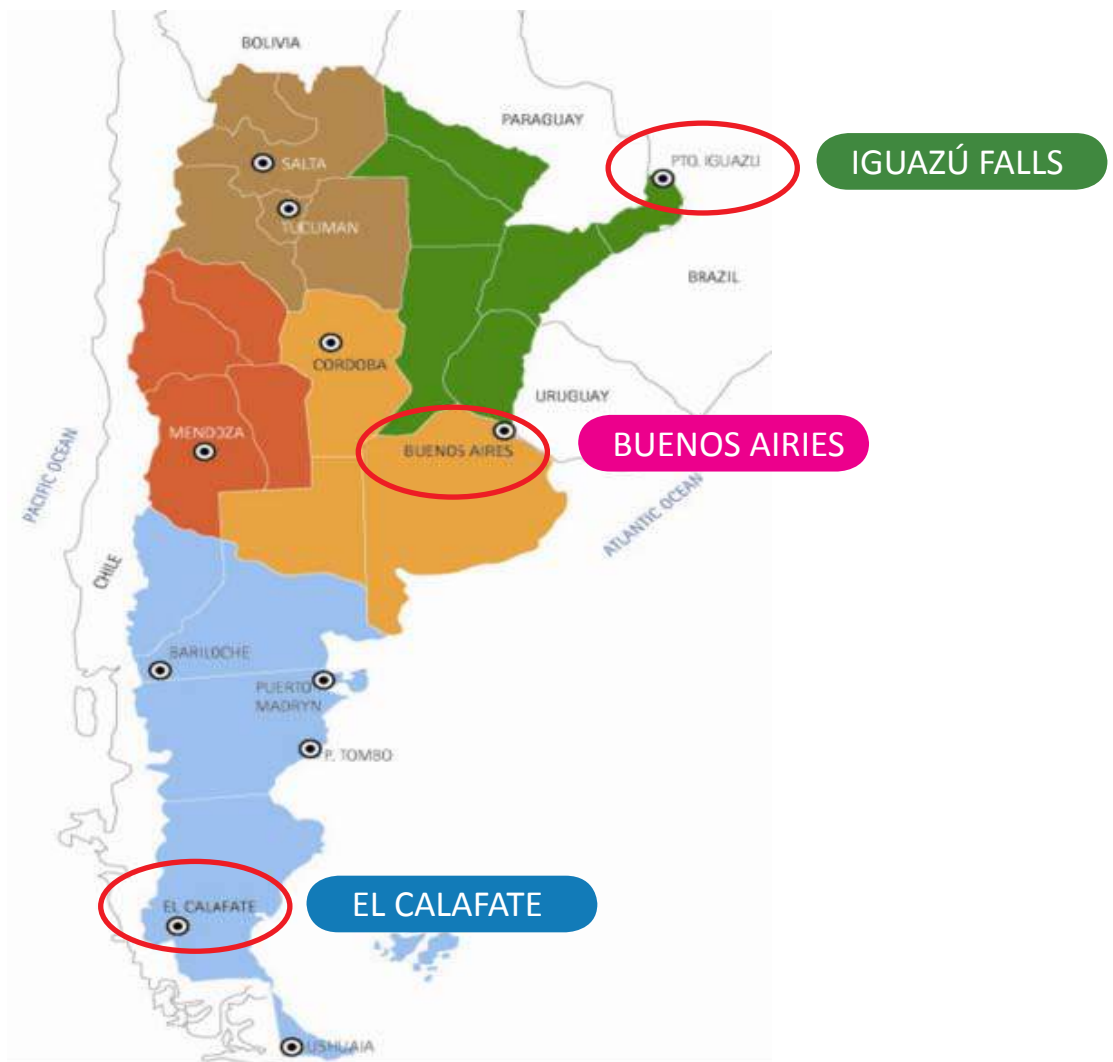 BOLIVIA
PARAGUAY
PTO. IGUAZU
IGUAZÚ FALLS
SALTA
TUCUMAN
BRAZIL
CORDOBA
URUGUAY
MENDOZA
BUENOS AIRES
BUENOS AIRIES
PACIFIC OCEAN
ATLANTIC OCEAN
CHILE
BARILOCHE
PUERTO
MADRYN
P. TOMBO
EL CALAFATE
EL CALAFATE
USHUAIA